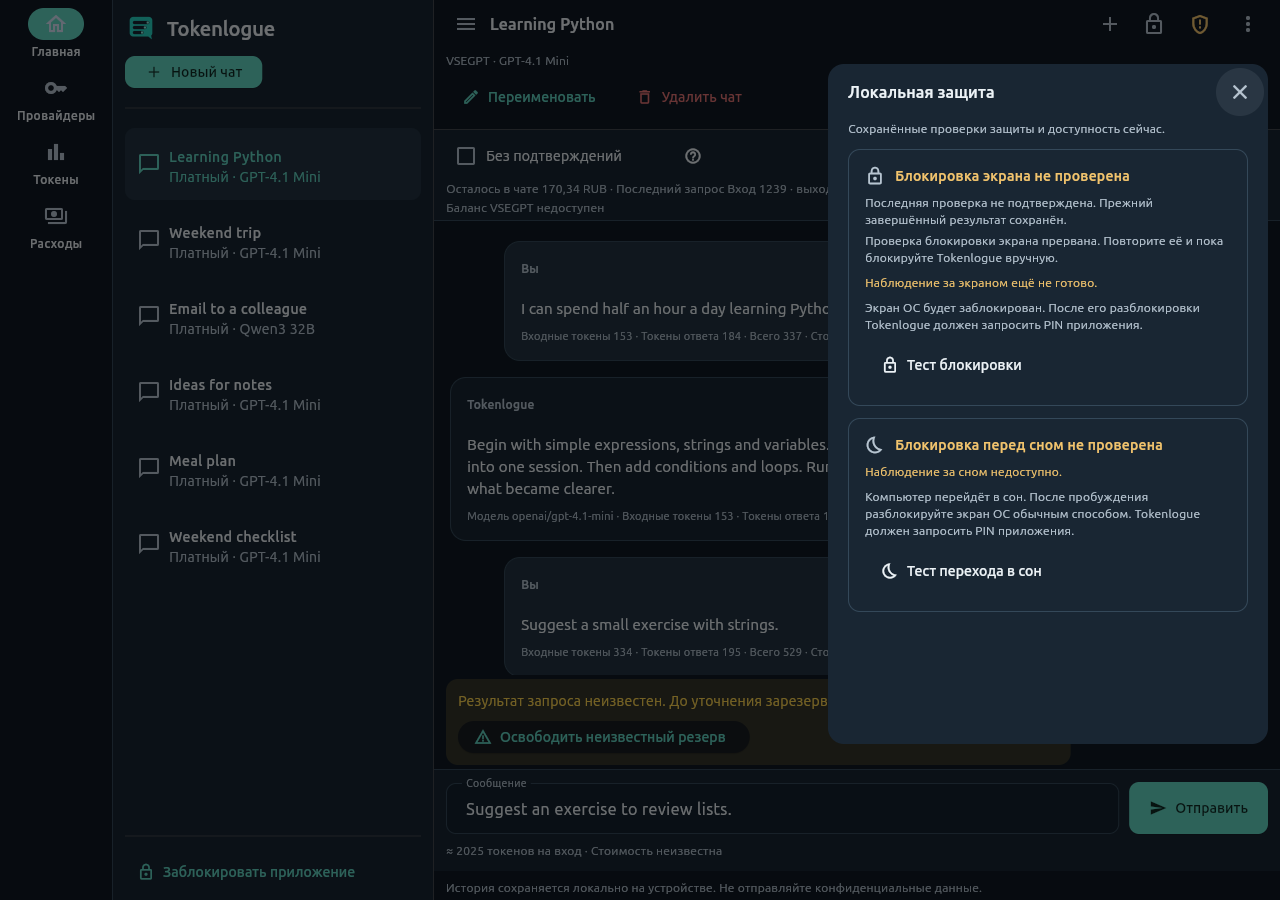 Главная
Провайдеры
Токены
Расходы
Tokenlogue
Новый чат
Learning Python
Платный · GPT-4.1 Mini
Weekend trip
Платный · GPT-4.1 Mini
Email to a colleague
Платный · Qwen3 32B
Ideas for notes
Платный · GPT-4.1 Mini
Meal plan
Платный · GPT-4.1 Mini
Weekend checklist
Платный · GPT-4.1 Mini
Заблокировать приложение
Learning Python
VSEGPT · GPT-4.1 Mini
Переименовать
Удалить чат
Без подтверждений
Осталось в чате 170,34 RUB · Последний запрос Вход 1239 ·
Баланс VSEGPT недоступен
Вы
I can spend half an hour a day learning
Входные токены 153 · Токены ответа 184 · Всего 337 ·
Tokenlogue
Begin with simple expressions, strings and variables.
into one session. Then add conditions and loops.
what became clearer.
Модель openai/gpt-4.1-mini · Входные токены 153 · Токены ответа
Вы
Suggest a small exercise with strings.
Входные токены 334 · Токены ответа 195 · Всего 529 ·
Результат запроса неизвестен. До уточнения
Освободить неизвестный резерв
Сообщение
Suggest an exercise to review lists.
Отправить
≈ 2025 токенов на вход · Стоимость неизвестна
История сохраняется локально на устройстве. Не отправляйте конфиденциальные данные.
Локальная защита
Сохранённые проверки защиты и доступность сейчас.
Блокировка экрана не проверена
Последняя проверка не подтверждена. Прежний
завершённый результат сохранён.
Проверка блокировки экрана прервана. Повторите её и пока
блокируйте Tokenlogue вручную.
Наблюдение за экраном ещё не готово.
Экран ОС будет заблокирован. После его разблокировки
Tokenlogue должен запросить PIN приложения.
Тест блокировки
Блокировка перед сном не проверена
Наблюдение за сном недоступно.
Компьютер перейдёт в сон. После пробуждения
разблокируйте экран ОС обычным способом. Tokenlogue
должен запросить PIN приложения.
Тест перехода в сон